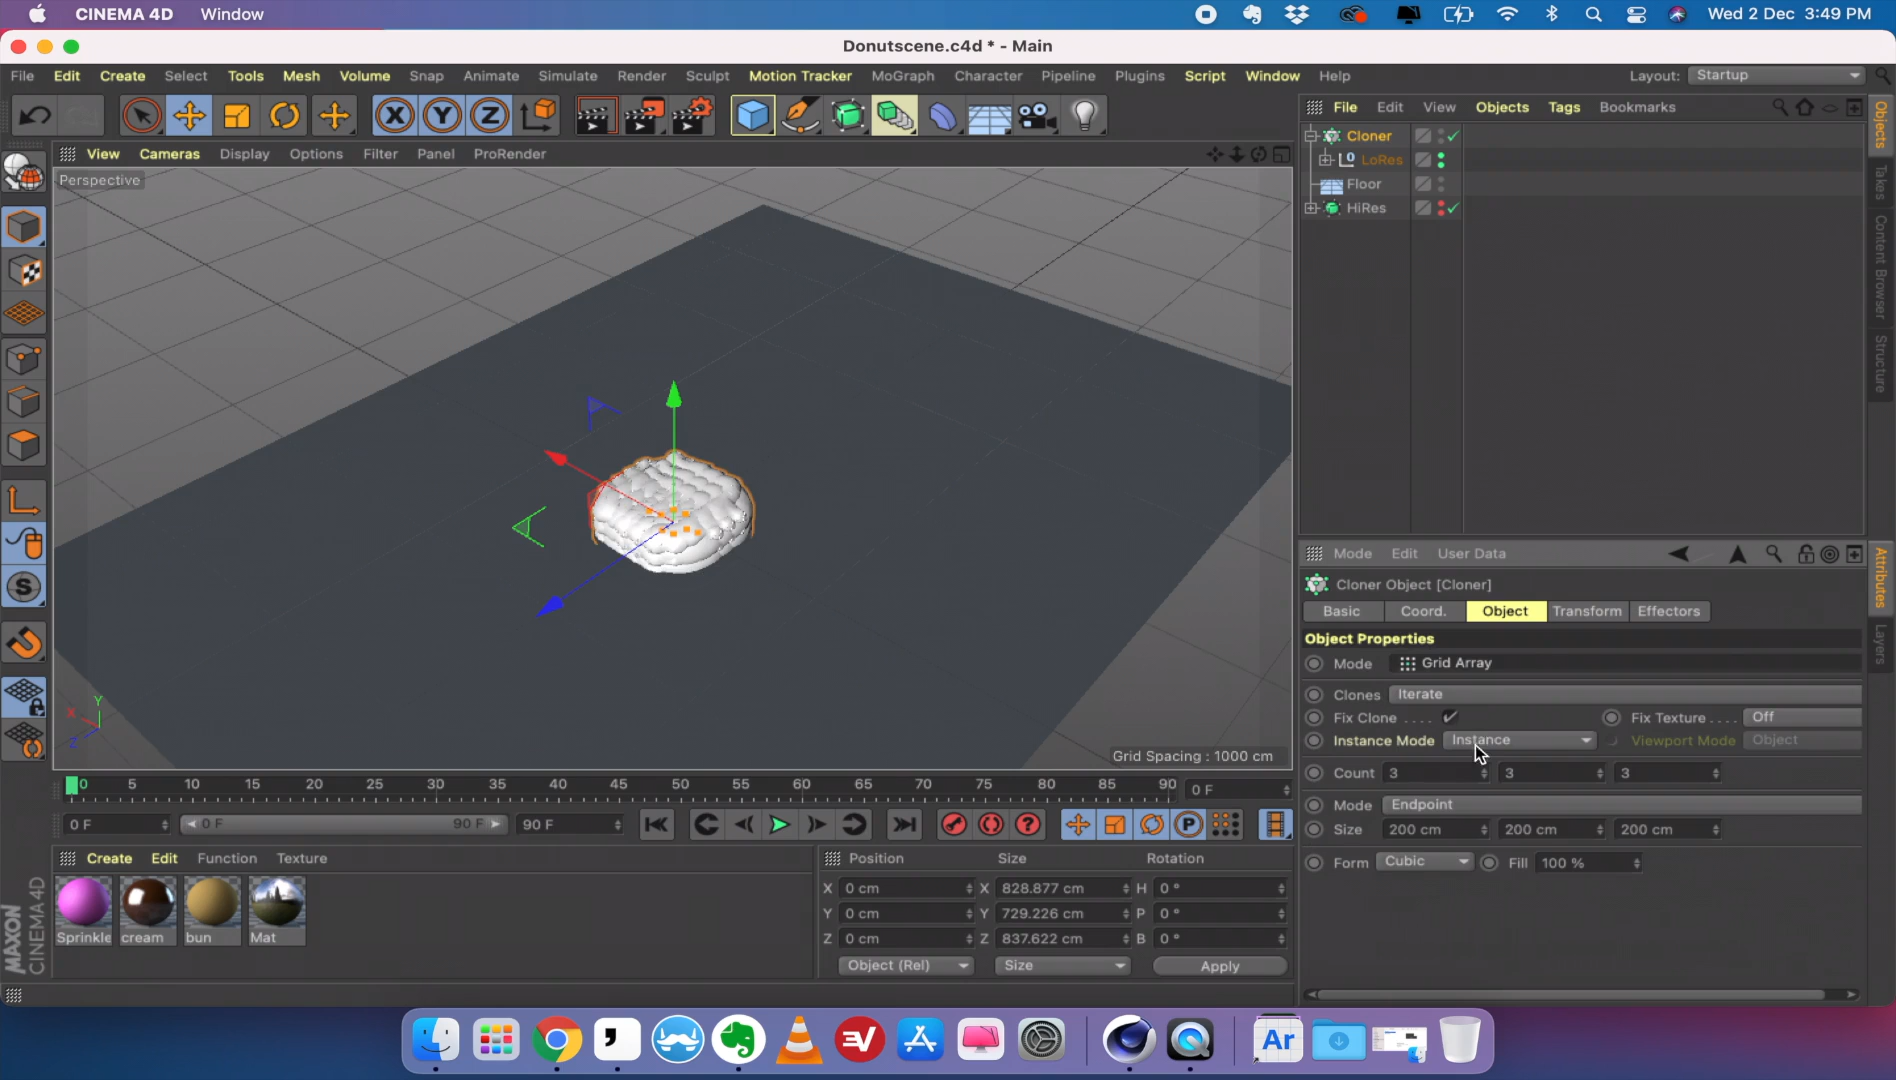 CINEMA 4D Window Wed 2 Dec 3:49 PM
Donutscene.c4d * - Main
File Edit Create Select Tools Mesh Volume Snap Animate Simulate Render Sculpt Motion Tracker MoGraph Character Pipeline Plugins Script Window Help Layout: Startup
X Y Z
File Edit View Objects Tags Bookmarks
View Cameras Display Options Filter Panel ProRender
Perspective
Cloner
LoRes
Floor
HiRes
Objects
Takes
Content Browser
Structure
Grid Spacing : 1000 cm
X Y Z
S
Mode Edit User Data
Cloner Object [Cloner]
Basic Coord. Object Transform Effectors
Object Properties
Mode Grid Array
Clones Iterate
Fix Clone .... Fix Texture .... Off
Instance Mode Instance Viewport Mode Object
Count 3 3 3
Mode Endpoint
Size 200 cm 200 cm 200 cm
Form Cubic Fill 100 %
Attributes
Layers
0 5 10 15 20 25 30 35 40 45 50 55 60 65 70 75 80 85 90 0 F
0 F 0 F 90 F 90 F
P
Create Edit Function Texture
Sprinkle cream bun Mat
Position Size Rotation
X 0 cm X 828.877 cm H 0 °
Y 0 cm Y 729.226 cm P 0 °
Z 0 cm Z 837.622 cm B 0 °
Object (Rel) Size Apply
MAXON
CINEMA 4D
Ar